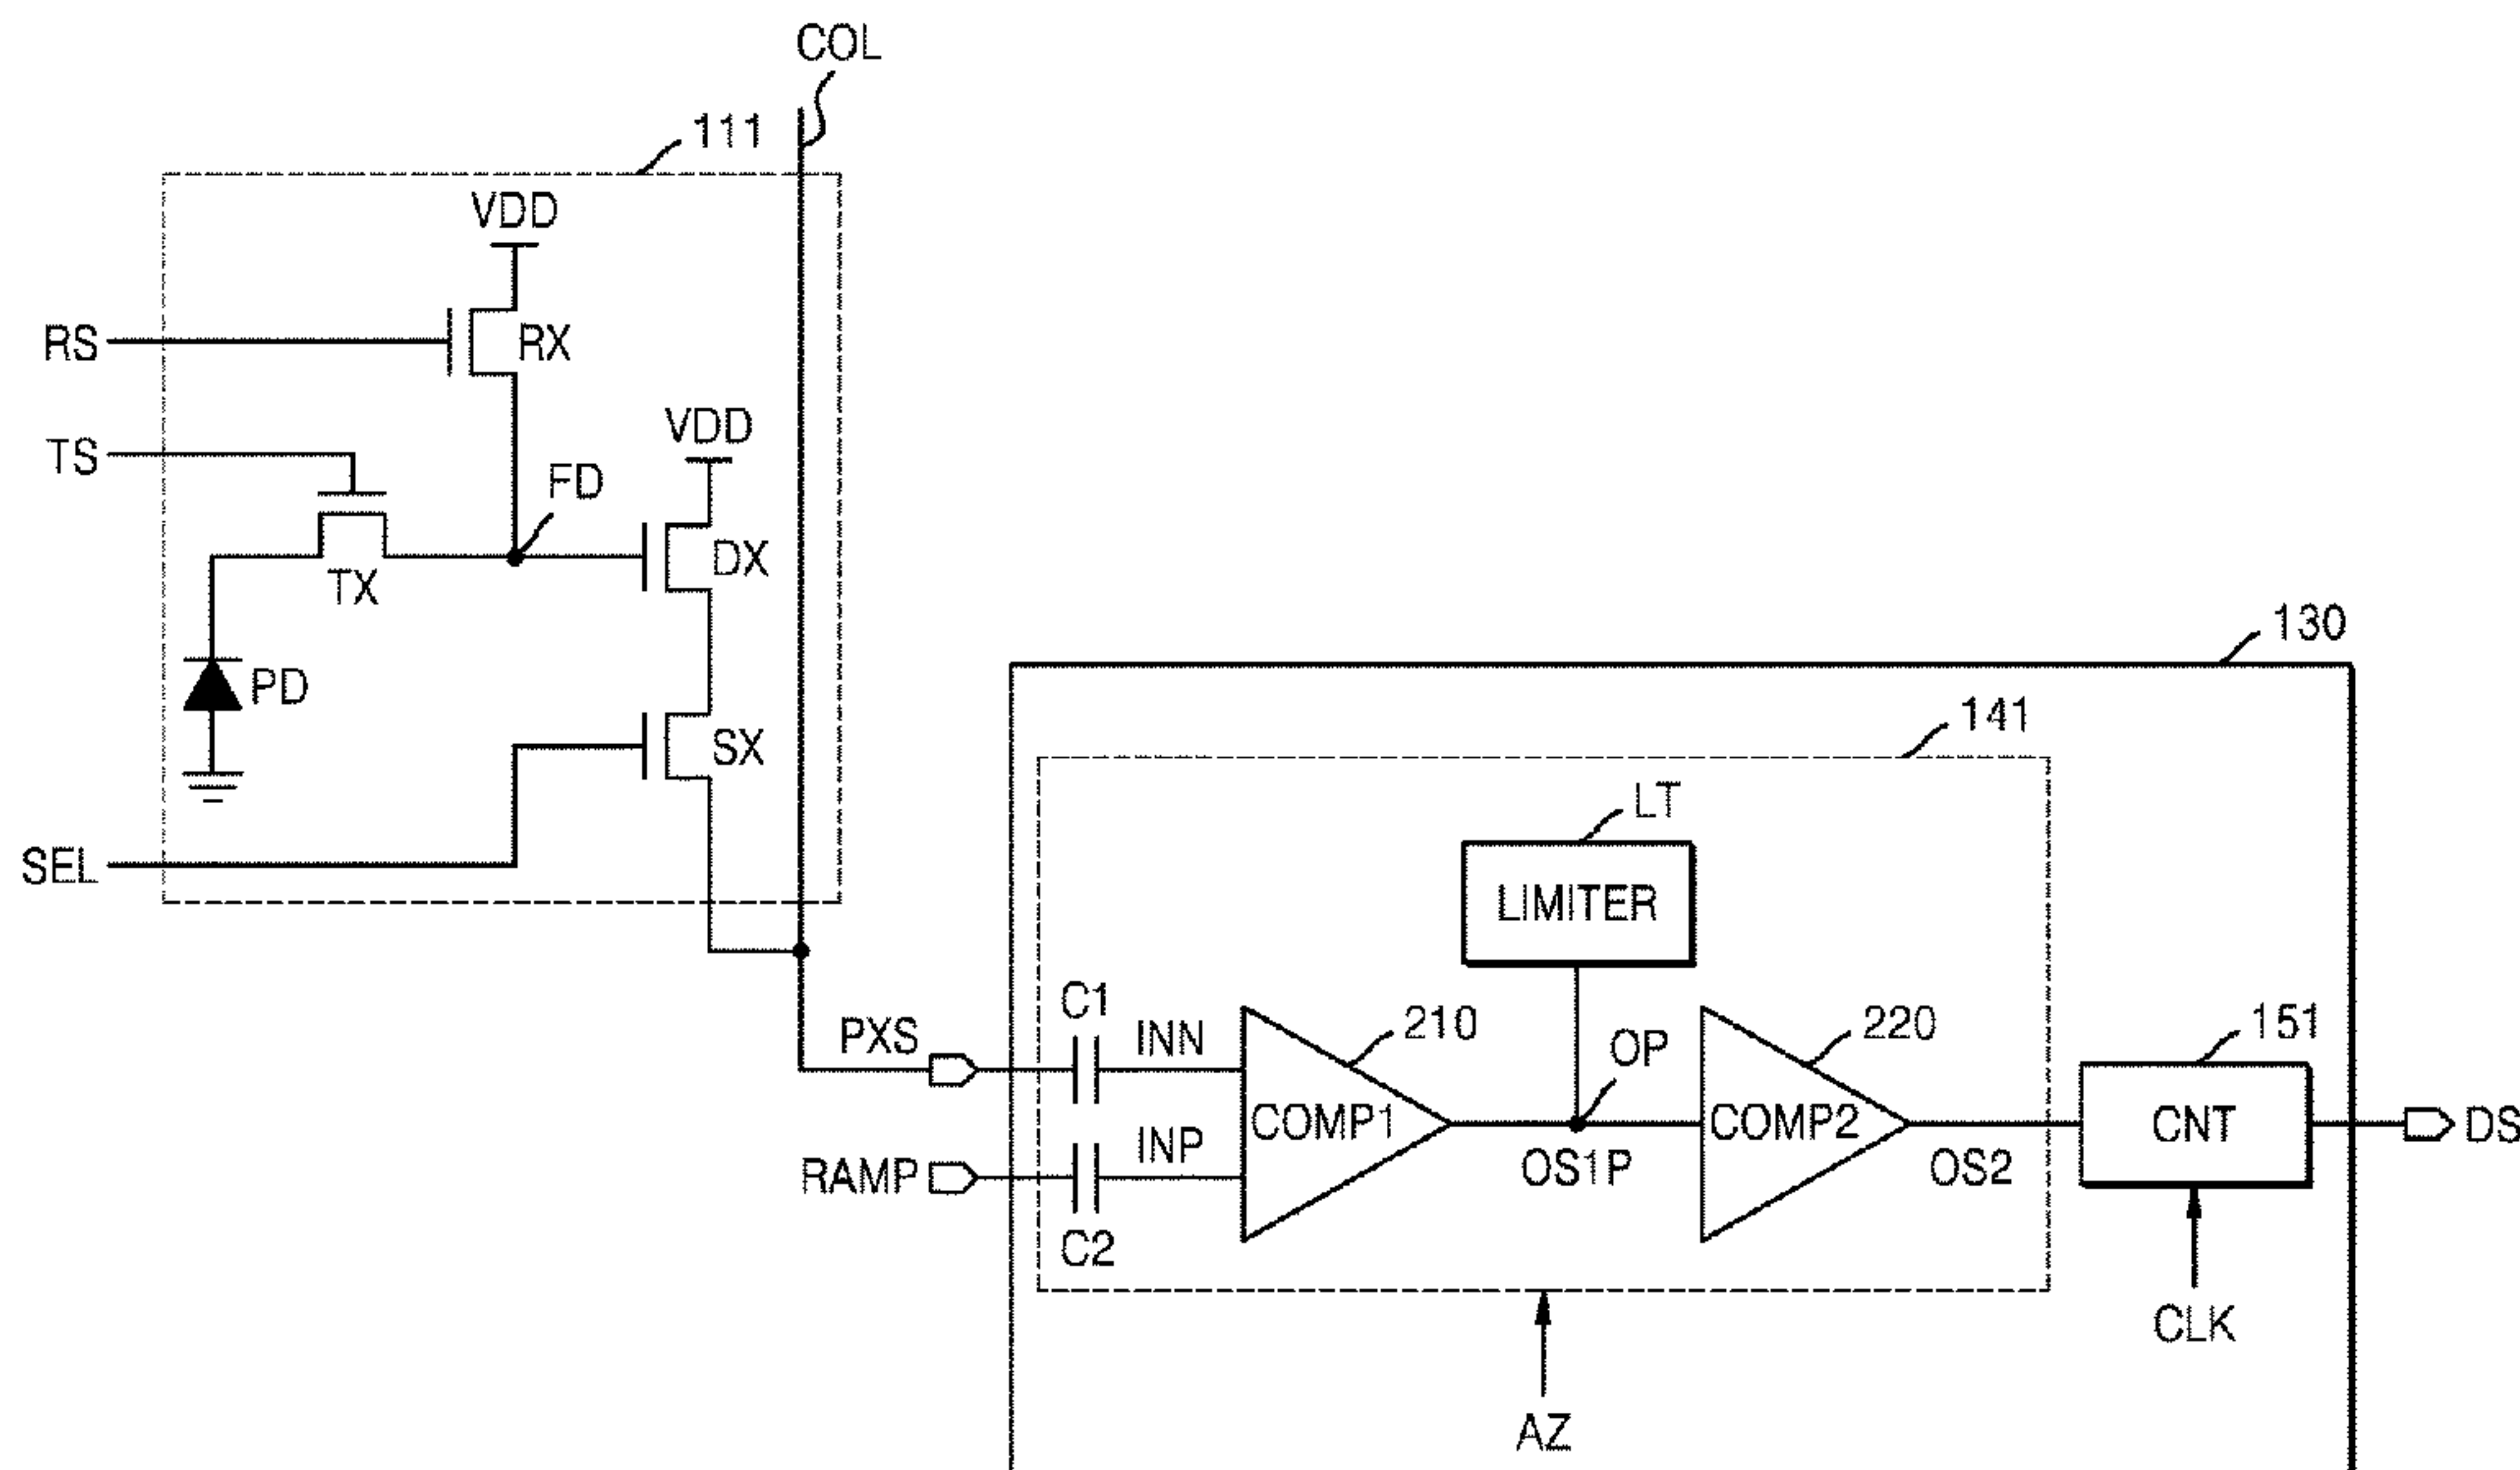 COL
111
VDD
RS
RX
VDD
TS
FD
DX
TX
130
PD
141
SX
LT
SEL
LIMITER
C1
PXS
INN
210
OP
220
151
COMP1
COMP2
CNT
DS
RAMP
INP
OS1P
OS2
C2
CLK
AZ